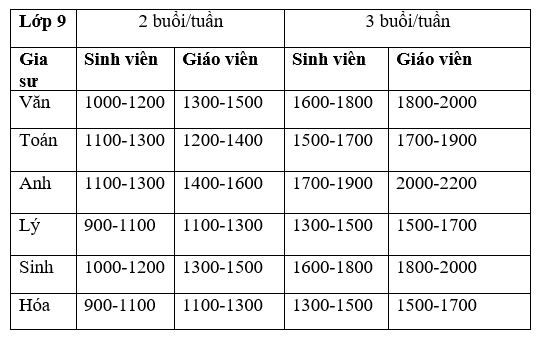 Lớp 9 2 buổi/tuần 3 buổi/tuần
Gia sư Sinh viên Giáo viên Sinh viên Giáo viên
Văn 1000-1200 1300-1500 1600-1800 1800-2000
Toán 1100-1300 1200-1400 1500-1700 1700-1900
Anh 1100-1300 1400-1600 1700-1900 2000-2200
Lý 900-1100 1100-1300 1300-1500 1500-1700
Sinh 1000-1200 1300-1500 1600-1800 1800-2000
Hóa 900-1100 1100-1300 1300-1500 1500-1700